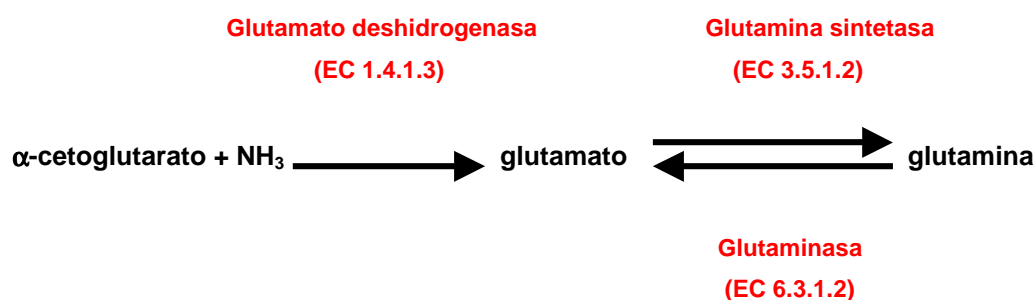 Glutamato deshidrogenasa
(EC 1.4.1.3)
Glutamina sintetasa
(EC 3.5.1.2)
α-cetoglutarato + NH₃
glutamato
glutamina
Glutaminasa
(EC 6.3.1.2)